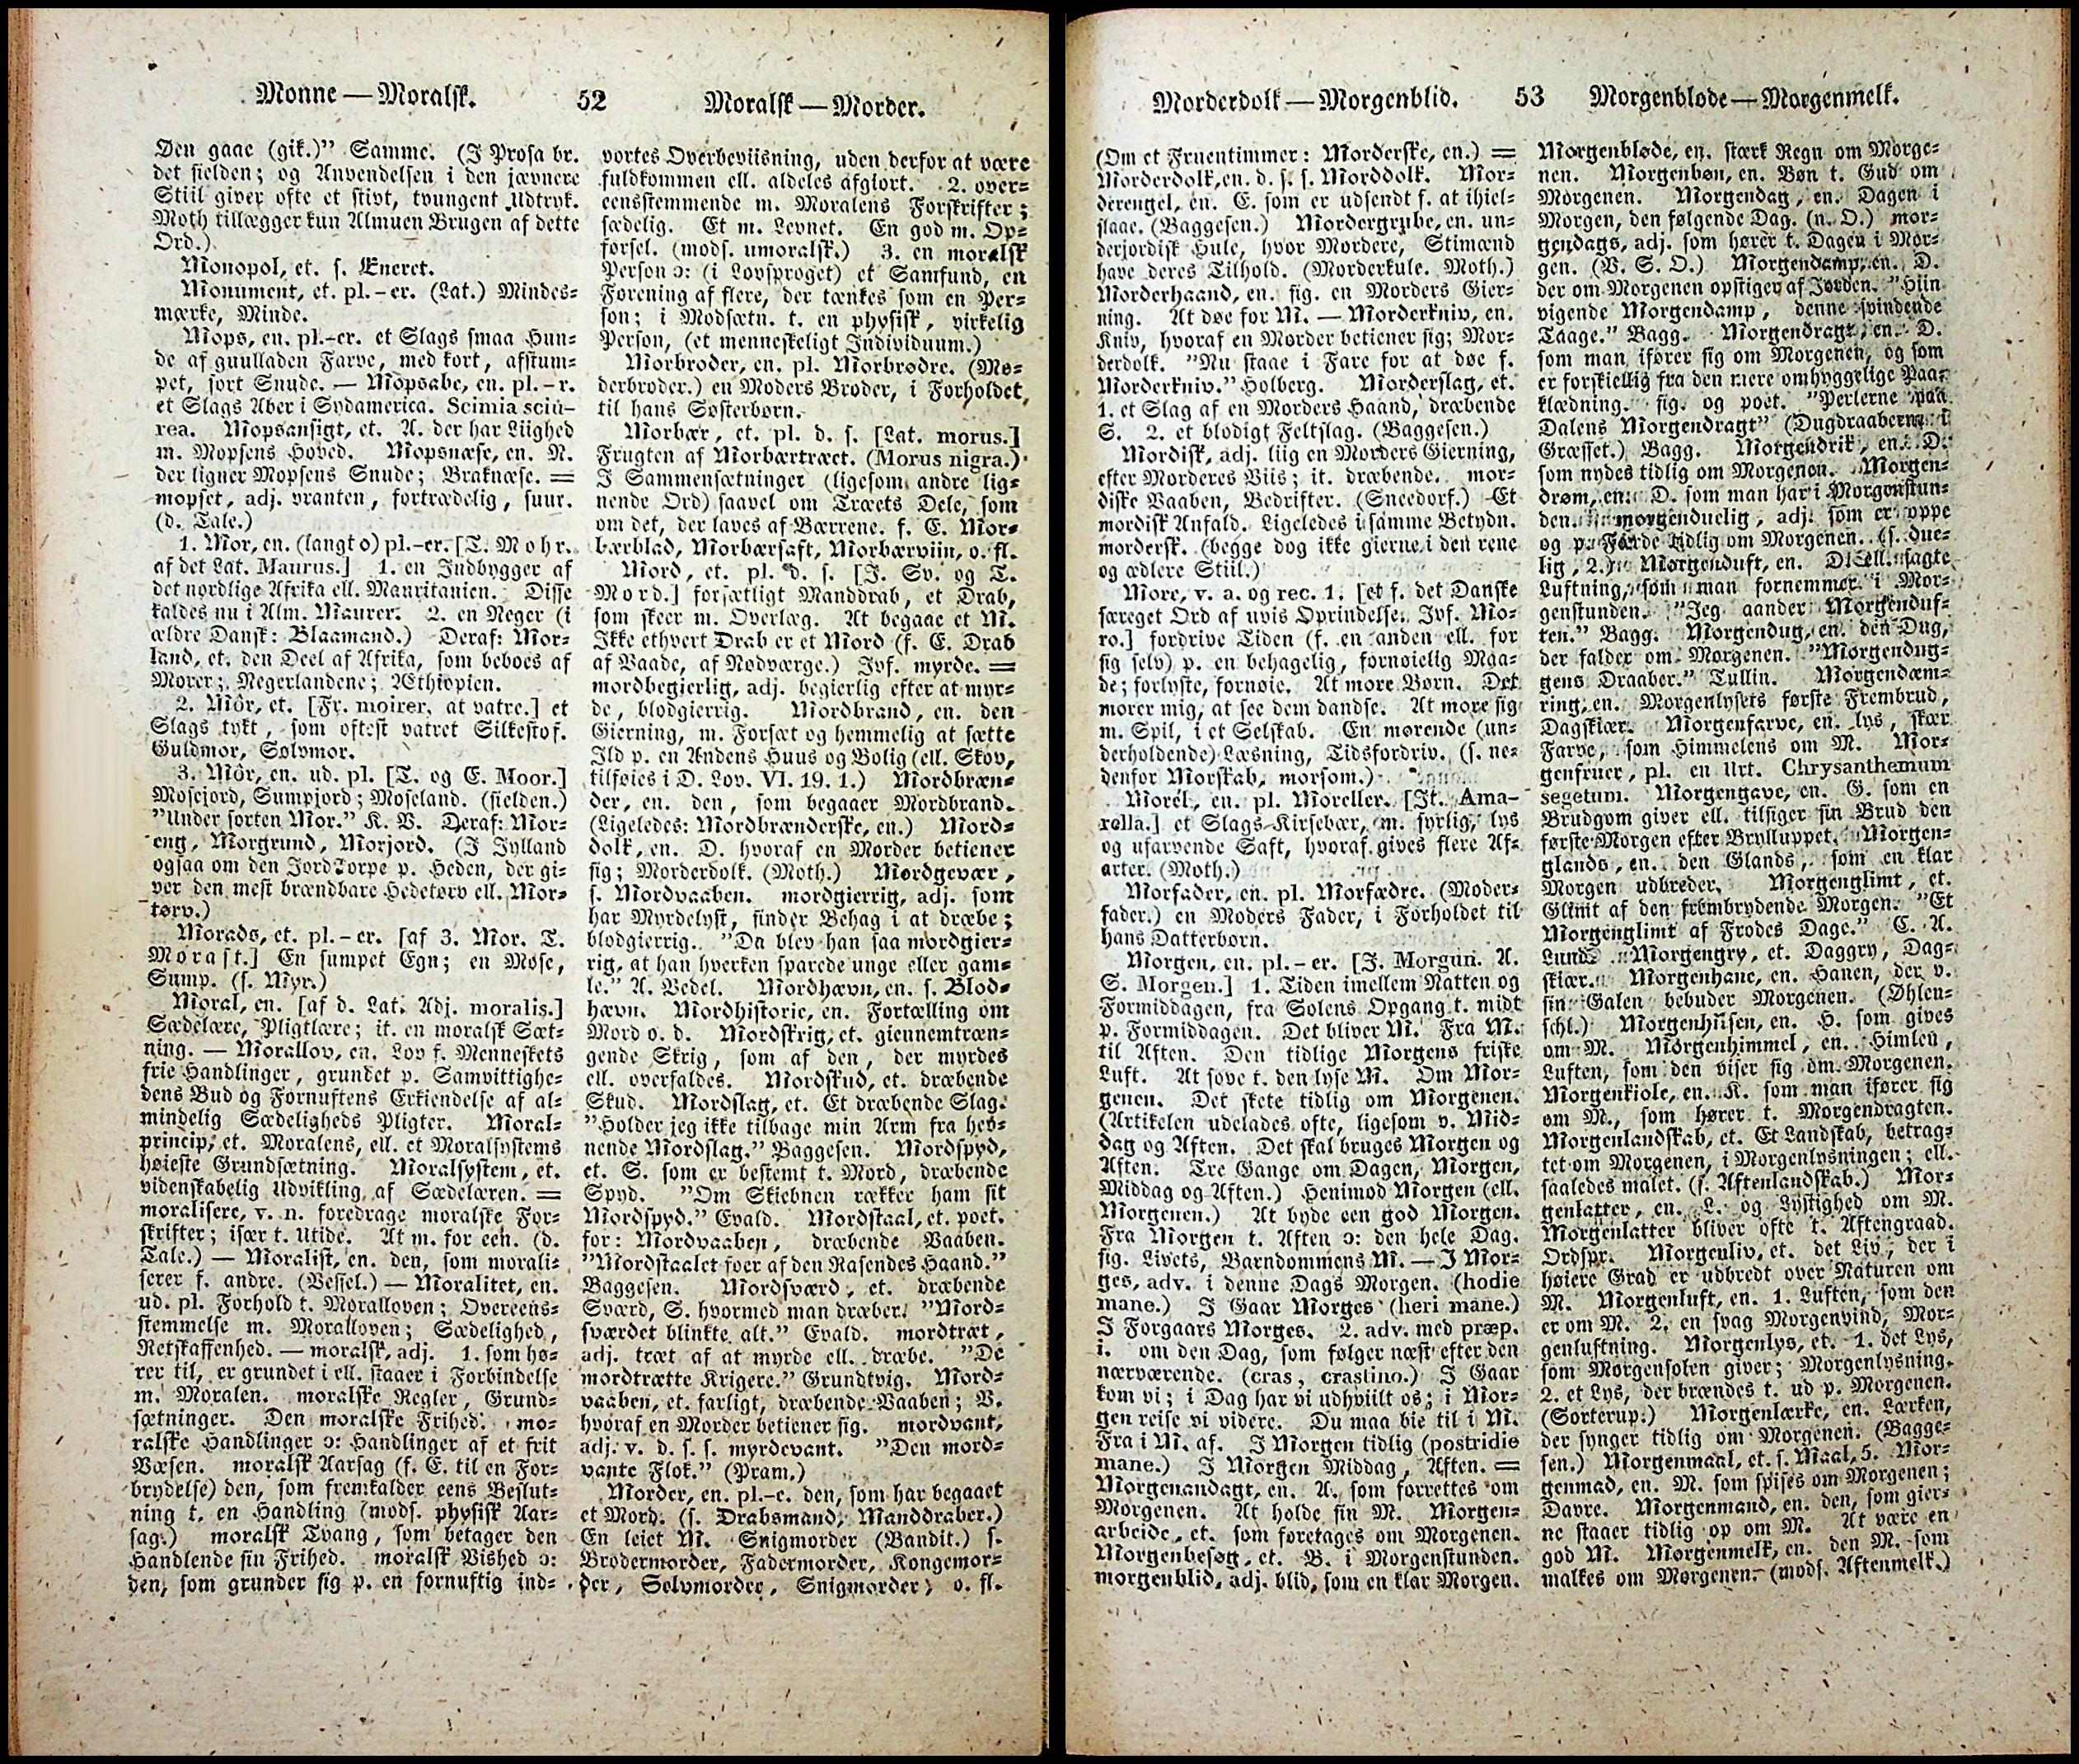 Monne — Moralsk.
52
Moralsk — Morder.
Den gaae (gik.)” Samme. (I Prosa br.
det sielden; og Anvendelsen i den jævnere
Stiil giver ofte et stivt, tvungent Udtryk.
Moth tillægger kun Almuen Brugen af dette
Ord.)
Monopol, et. s. Eneret.
Monument, et. pl. -er. (Lat.) Mindes-
mærke, Minde.
Mops, en. pl.-er. et Slags smaa Hun-
de af guulladen Farve, med kort, afstum-
pet, sort Snude. — Mopsabe, en. pl. -r.
et Slags Aber i Sydamerica. Scimia sciu-
rea. Mopsansigt, et. A. der har Liighed
m. Mopsens Hoved. Mopsnæse, en. N.
der ligner Mopsens Snude; Braknæse. =
mopset, adj. vranten, fortrædelig, suur.
(d. Tale.)
1. Mor, en. (langt o) pl.-er. [T. Mohr.
af det Lat. Maurus.] 1. en Indbygger af
det nordlige Afrika ell. Mauritanien. Disse
kaldes nu i Alm. Maurer. 2. en Neger (i
ældre Dansk: Blaamand.) Deraf: Mor-
land, et. den Deel af Afrika, som beboes af
Morer; Negerlandene; Æthiopien.
2. Môr, et. [Fr. moirer, at vatre.] et
Slags tykt, som oftest vatret Silkestof.
Guldmor, Sølvmor.
3. Môr, en. ud. pl. [T. og E. Moor.]
Mosejord, Sumpjord; Moseland. (sielden.)
”Under sorten Mor.” K. V. Deraf: Mor-
eng, Morgrund, Morjord. (I Jylland
ogsaa om den Jord Torpe p. Heden, der gi-
ver den mest brændbare Hedetørv ell. Mor-
tørv.)
Morads, et. pl. -er. [af 3. Mor. T.
Morast.] En sumpet Egn; en Mose,
Sump. (s. Myr.)
Moral, en. [af d. Lat. Adj. moralis.]
Sædelære, Pligtlære; it. en moralsk Sæt-
ning. — Morallov, en. Lov f. Menneskets
frie Handlinger, grundet p. Samvittighe-
dens Bud og Fornuftens Erkiendelse af al-
mindelig Sædeligheds Pligter. Moral-
princip, et. Moralens, ell. et Moralsystems
høieste Grundsætning. Moralsystem, et.
videnskabelig Udvikling af Sædelæren. =
moralisere, v. n. foredrage moralske For-
skrifter; især t. Utide. At m. for een. (d.
Tale.) — Moralist, en. den, som morali-
serer f. andre. (Vessel.) — Moralitet, en.
ud. pl. Forhold t. Moralloven; Overeens-
stemmelse m. Moralloven; Sædelighed,
Retskaffenhed. — moralsk, adj. 1. som hø-
rer til, er grundet i ell. staaer i Forbindelse
m. Moralen. moralske Regler, Grund-
sætninger. Den moralske Frihed. mo-
ralske Handlinger ɔ: Handlinger af et frit
Væsen. moralsk Aarsag (f. E. til en For-
brydelse) den, som fremkalder eens Beslut-
ning t. en Handling (mods. physisk Aar-
sag.) moralsk Tvang, som betager den
Handlende sin Frihed. moralsk Vished ɔ:
den, som grunder sig p. en fornuftig ind-
vortes Overbeviisning, uden derfor at være
fuldkommen ell. aldeles afgiort. 2. over-
eensstemmende m. Moralens Forskrifter;
sædelig. Et m. Levnet. En god m. Op-
førsel. (mods. umoralsk.) 3. en moralsk
Person ɔ: (i Lovsproget) et Samfund, en
Forening af flere, der tænkes som en Per-
son; i Modsætn. t. en physisk, virkelig
Person, (et menneskeligt Individuum.)
Morbroder, en. pl. Morbrødre. (Mo-
derbroder.) en Moders Broder, i Forholdet
til hans Søsterbørn.
Morbær, et. pl. d. s. [Lat. morus.]
Frugten af Morbærtræet. (Morus nigra.)
I Sammensætninger (ligesom andre lig-
nende Ord) saavel om Træets Dele, som
om det, der laves af Bærrene. f. E. Mor-
bærblad, Morbærsaft, Morbærviin, o. fl.
Mord, et. pl. d. s. [J. Sv. og T.
Mord.] forsætligt Manddrab, et Drab,
som skeer m. Overlæg. At begaae et M.
Ikke ethvert Drab er et Mord (f. E. Drab
af Vaade, af Nødværge.) Jvf. myrde. =
mordbegierlig, adj. begierlig efter at myr-
de, blodgierrig. Mordbrand, en. den
Gierning, m. Forsæt og hemmelig at sætte
Ild p. en Andens Huus og Bolig (ell. Skov,
tilføies i D. Lov. VI. 19. 1.) Mordbræn-
der, en. den, som begaaer Mordbrand.
(Ligeledes: Mordbrænderske, en.) Mord-
dolk, en. D. hvoraf en Morder betiener
sig; Morderdolk. (Moth.) Mordgevær,
s. Mordvaaben. mordgierrig, adj. som
har Myrdelyst, finder Behag i at dræbe;
blodgierrig. ”Da blev han saa mordgier-
rig, at han hverken sparede unge eller gam-
le.” A. Vedel. Mordhævn, en. s. Blod-
hævn. Mordhistorie, en. Fortælling om
Mord o. d. Mordskrig, et. giennemtræn-
gende Skrig, som af den, der myrdes
ell. overfaldes. Mordskud, et. dræbende
Skud. Mordslag, et. Et dræbende Slag.
”Holder jeg ikke tilbage min Arm fra hev-
nende Mordslag.” Baggesen. Mordspyd,
et. S. som er bestemt t. Mord, dræbende
Spyd. ”Om Skiebnen rækker ham sit
Mordspyd.” Evald. Mordstaal, et. poet.
for: Mordvaaben, dræbende Vaaben.
”Mordstaalet foer af den Rasendes Haand.”
Baggesen. Mordsværd, et. dræbende
Sværd, S. hvormed man dræber. ”Mord-
sværdet blinkte alt.” Evald. mordtræt,
adj. træt af at myrde ell. dræbe. ”De
mordtrætte Krigere.” Grundtvig. Mord-
vaaben, et. farligt, dræbende Vaaben; V.
hvoraf en Morder betiener sig. mordvant,
adj. v. d. s. s. myrdevant. ”Den mord-
vante Flok.” (Pram.)
Morder, en. pl.-e. den, som har begaaet
et Mord. (s. Drabsmand, Manddraber.)
En leiet M. Snigmorder (Bandit.) s.
Brodermorder, Fadermorder, Kongemor-
der, Selvmorder, Snigmorder, o. fl.
Morderdolk — Morgenblid.
53
Morgenbløde — Morgenmelk.
(Om et Fruentimmer: Morderske, en.) =
Morderdolk, en. d. s. s. Morddolk. Mor-
derengel, en. E. som er udsendt f. at ihiel-
slaae. (Baggesen.) Mordergrube, en. un-
derjordisk Hule, hvor Mordere, Stimænd
have deres Tilhold. (Morderkule. Moth.)
Morderhaand, en. fig. en Morders Gier-
ning. At døe for M. — Morderkniv, en.
Kniv, hvoraf en Morder betiener sig; Mor-
derdolk. ”Nu staae i Fare for at døe f.
Morderkniv.” Holberg. Morderslag, et.
1. et Slag af en Morders Haand, dræbende
S. 2. et blodigt Feltslag. (Baggesen.)
Mordisk, adj. liig en Morders Gierning,
efter Morderes Viis; it. dræbende. mor-
diske Vaaben, Bedrifter. (Sneedorf.) Et
mordisk Anfald. Ligeledes i samme Betydn.
mordersk. (begge dog ikke gierne i den rene
og ædlere Stiil.)
More, v. a. og rec. 1. [et f. det Danske
særeget Ord af uvis Oprindelse. Jvf. Mo-
ro.] fordrive Tiden (f. en anden ell. for
sig selv) p. en behagelig, fornøielig Maa-
de; forlyste, fornøie. At more Børn. Det
morer mig, at see dem dandse. At more sig
m. Spil, i et Selskab. En morende (un-
derholdende) Læsning, Tidsfordriv. (s. ne-
denfor Morskab, morsom.)
Morél, en. pl. Moreller. [It. Ama-
rella.] et Slags Kirsebær, m. syrlig, lys
og ufarvende Saft, hvoraf gives flere Af-
arter. (Moth.)
Morfader, en. pl. Morfædre. (Moder-
fader.) en Moders Fader, i Forholdet til
hans Datterbørn.
Morgen, en. pl. -er. [J. Morgun. A.
S. Morgen.] 1. Tiden imellem Natten og
Formiddagen, fra Solens Opgang t. midt
p. Formiddagen. Det bliver M. Fra M.
til Aften. Den tidlige Morgens friske
Luft. At sove t. den lyse M. Om Mor-
genen. Det skete tidlig om Morgenen.
(Artikelen udelades ofte, ligesom v. Mid-
dag og Aften. Det skal bruges Morgen og
Aften. Tre Gange om Dagen, Morgen,
Middag og Aften.) Henimod Morgen (ell.
Morgenen.) At byde een god Morgen.
Fra Morgen t. Aften ɔ: den hele Dag.
fig. Livets, Barndommens M. — I Mor-
ges, adv. i denne Dags Morgen. (hodie
mane.) I Gaar Morges (heri mane.)
I Forgaars Morges. 2. adv. med præp.
i. om den Dag, som følger næst efter den
nærværende. (cras, crastino.) I Gaar
kom vi; i Dag har vi udhviilt os; i Mor-
gen reise vi videre. Du maa bie til i M.
Fra i M. af. I Morgen tidlig (postridie
mane.) I Morgen Middag, Aften. =
Morgenandagt, en. A. som forrettes om
Morgenen. At holde sin M. Morgen-
arbeide, et. som foretages om Morgenen.
Morgenbesøg, et. B. i Morgenstunden.
morgenblid, adj. blid, som en klar Morgen.
Morgenbløde, en. stærk Regn om Morge-
nen. Morgenbøn, en. Bøn t. Gud om
Morgenen. Morgendag, en. Dagen i
Morgen, den følgende Dag. (n. O.) mor-
gendags, adj. som hører t. Dagen i Mor-
gen. (V. S. O.) Morgendamp, en. D.
der om Morgenen opstiger af Jorden. ”Hiin
vigende Morgendamp, denne svindende
Taage.” Bagg. Morgendragt, en. D.
som man ifører sig om Morgenen, og som
er forskiellig fra den mere omhyggelige Paa-
klædning. fig. og poet. ”Perlerne paa
Dalens Morgendragt” (Dugdraaberne i
Græsset.) Bagg. Morgendrik, en. D.
som nydes tidlig om Morgenen. Morgen-
drøm, en. D. som man har i Morgenstun-
den. morgenduelig, adj. som er oppe
og p. Færde tidlig om Morgenen. (s. due-
lig, 2.) Morgenduft, en. D. ell. sagte
Luftning, som man fornemmer i Mor-
genstunden. ”Jeg aander Morgenduf-
ten.” Bagg. Morgendug, en. den Dug,
der falder om Morgenen. ”Morgendug-
gens Draaber.” Tullin. Morgendæm-
ring, en. Morgenlysets første Frembrud,
Dagskiær. Morgenfarve, en. lys, skær
Farve, som Himmelens om M. Mor-
genfruer, pl. en Urt. Chrysanthemum
segetum. Morgengave, en. G. som en
Brudgom giver ell. tilsiger sin Brud den
første Morgen efter Brylluppet. Morgen-
glands, en. den Glands, som en klar
Morgen udbreder. Morgenglimt, et.
Glimt af den frembrydende Morgen. ”Et
Morgenglimt af Frodes Dage.” C. A.
Lund. Morgengry, et. Daggry, Dag-
skiær. Morgenhane, en. Hanen, der v.
sin Galen bebuder Morgenen. (Øhlen-
schl.) Morgenhilsen, en. H. som gives
om M. Morgenhimmel, en. Himlen,
Luften, som den viser sig om Morgenen.
Morgenkiole, en. K. som man ifører sig
om M., som hører t. Morgendragten.
Morgenlandskab, et. Et Landskab, betrag-
tet om Morgenen, i Morgenlysningen; ell.
saaledes malet. (s. Aftenlandskab.) Mor-
genlatter, en. L. og Lystighed om M.
Morgenlatter bliver ofte t. Aftengraad.
Ordspr. Morgenliv, et. det Liv, der i
høiere Grad er udbredt over Naturen om
M. Morgenluft, en. 1. Luften, som den
er om M. 2. en svag Morgenvind, Mor-
genluftning. Morgenlys, et. 1. det Lys,
som Morgensolen giver; Morgenlysning.
2. et Lys, der brændes t. ud p. Morgenen.
(Sorterup.) Morgenlærke, en. Lærken,
der synger tidlig om Morgenen. (Bagge-
sen.) Morgenmaal, et. s. Maal, 5. Mor-
genmad, en. M. som spises om Morgenen;
Davre. Morgenmand, en. den, som gier-
ne staaer tidlig op om M. At være en
god M. Morgenmelk, en. den M. som
malkes om Morgenen. (mods. Aftenmelk.)